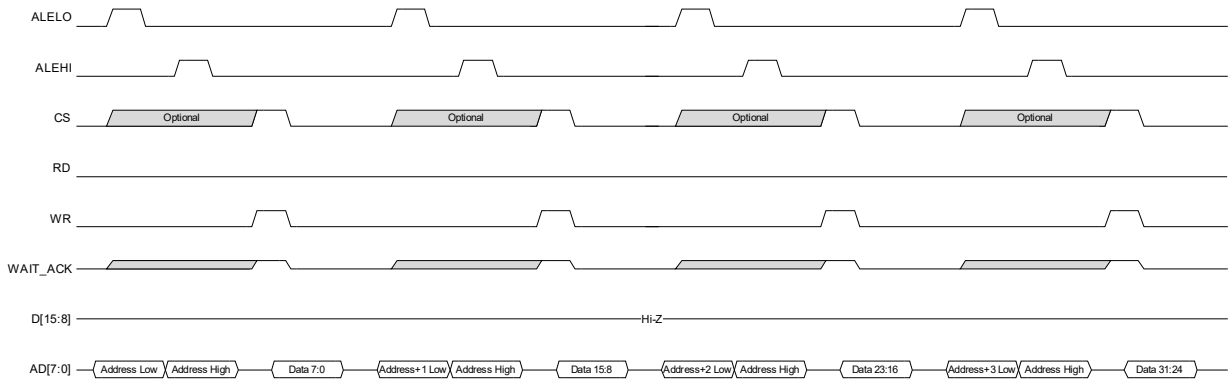 ALELO
ALEHI
CS Optional Optional Optional Optional
RD
WR
WAIT_ACK
D[15:8] Hi-Z
AD[7:0] Address Low Address High Data 7:0 Address+1 Low Address High Data 15:8 Address+2 Low Address High Data 23:16 Address+3 Low Address High Data 31:24